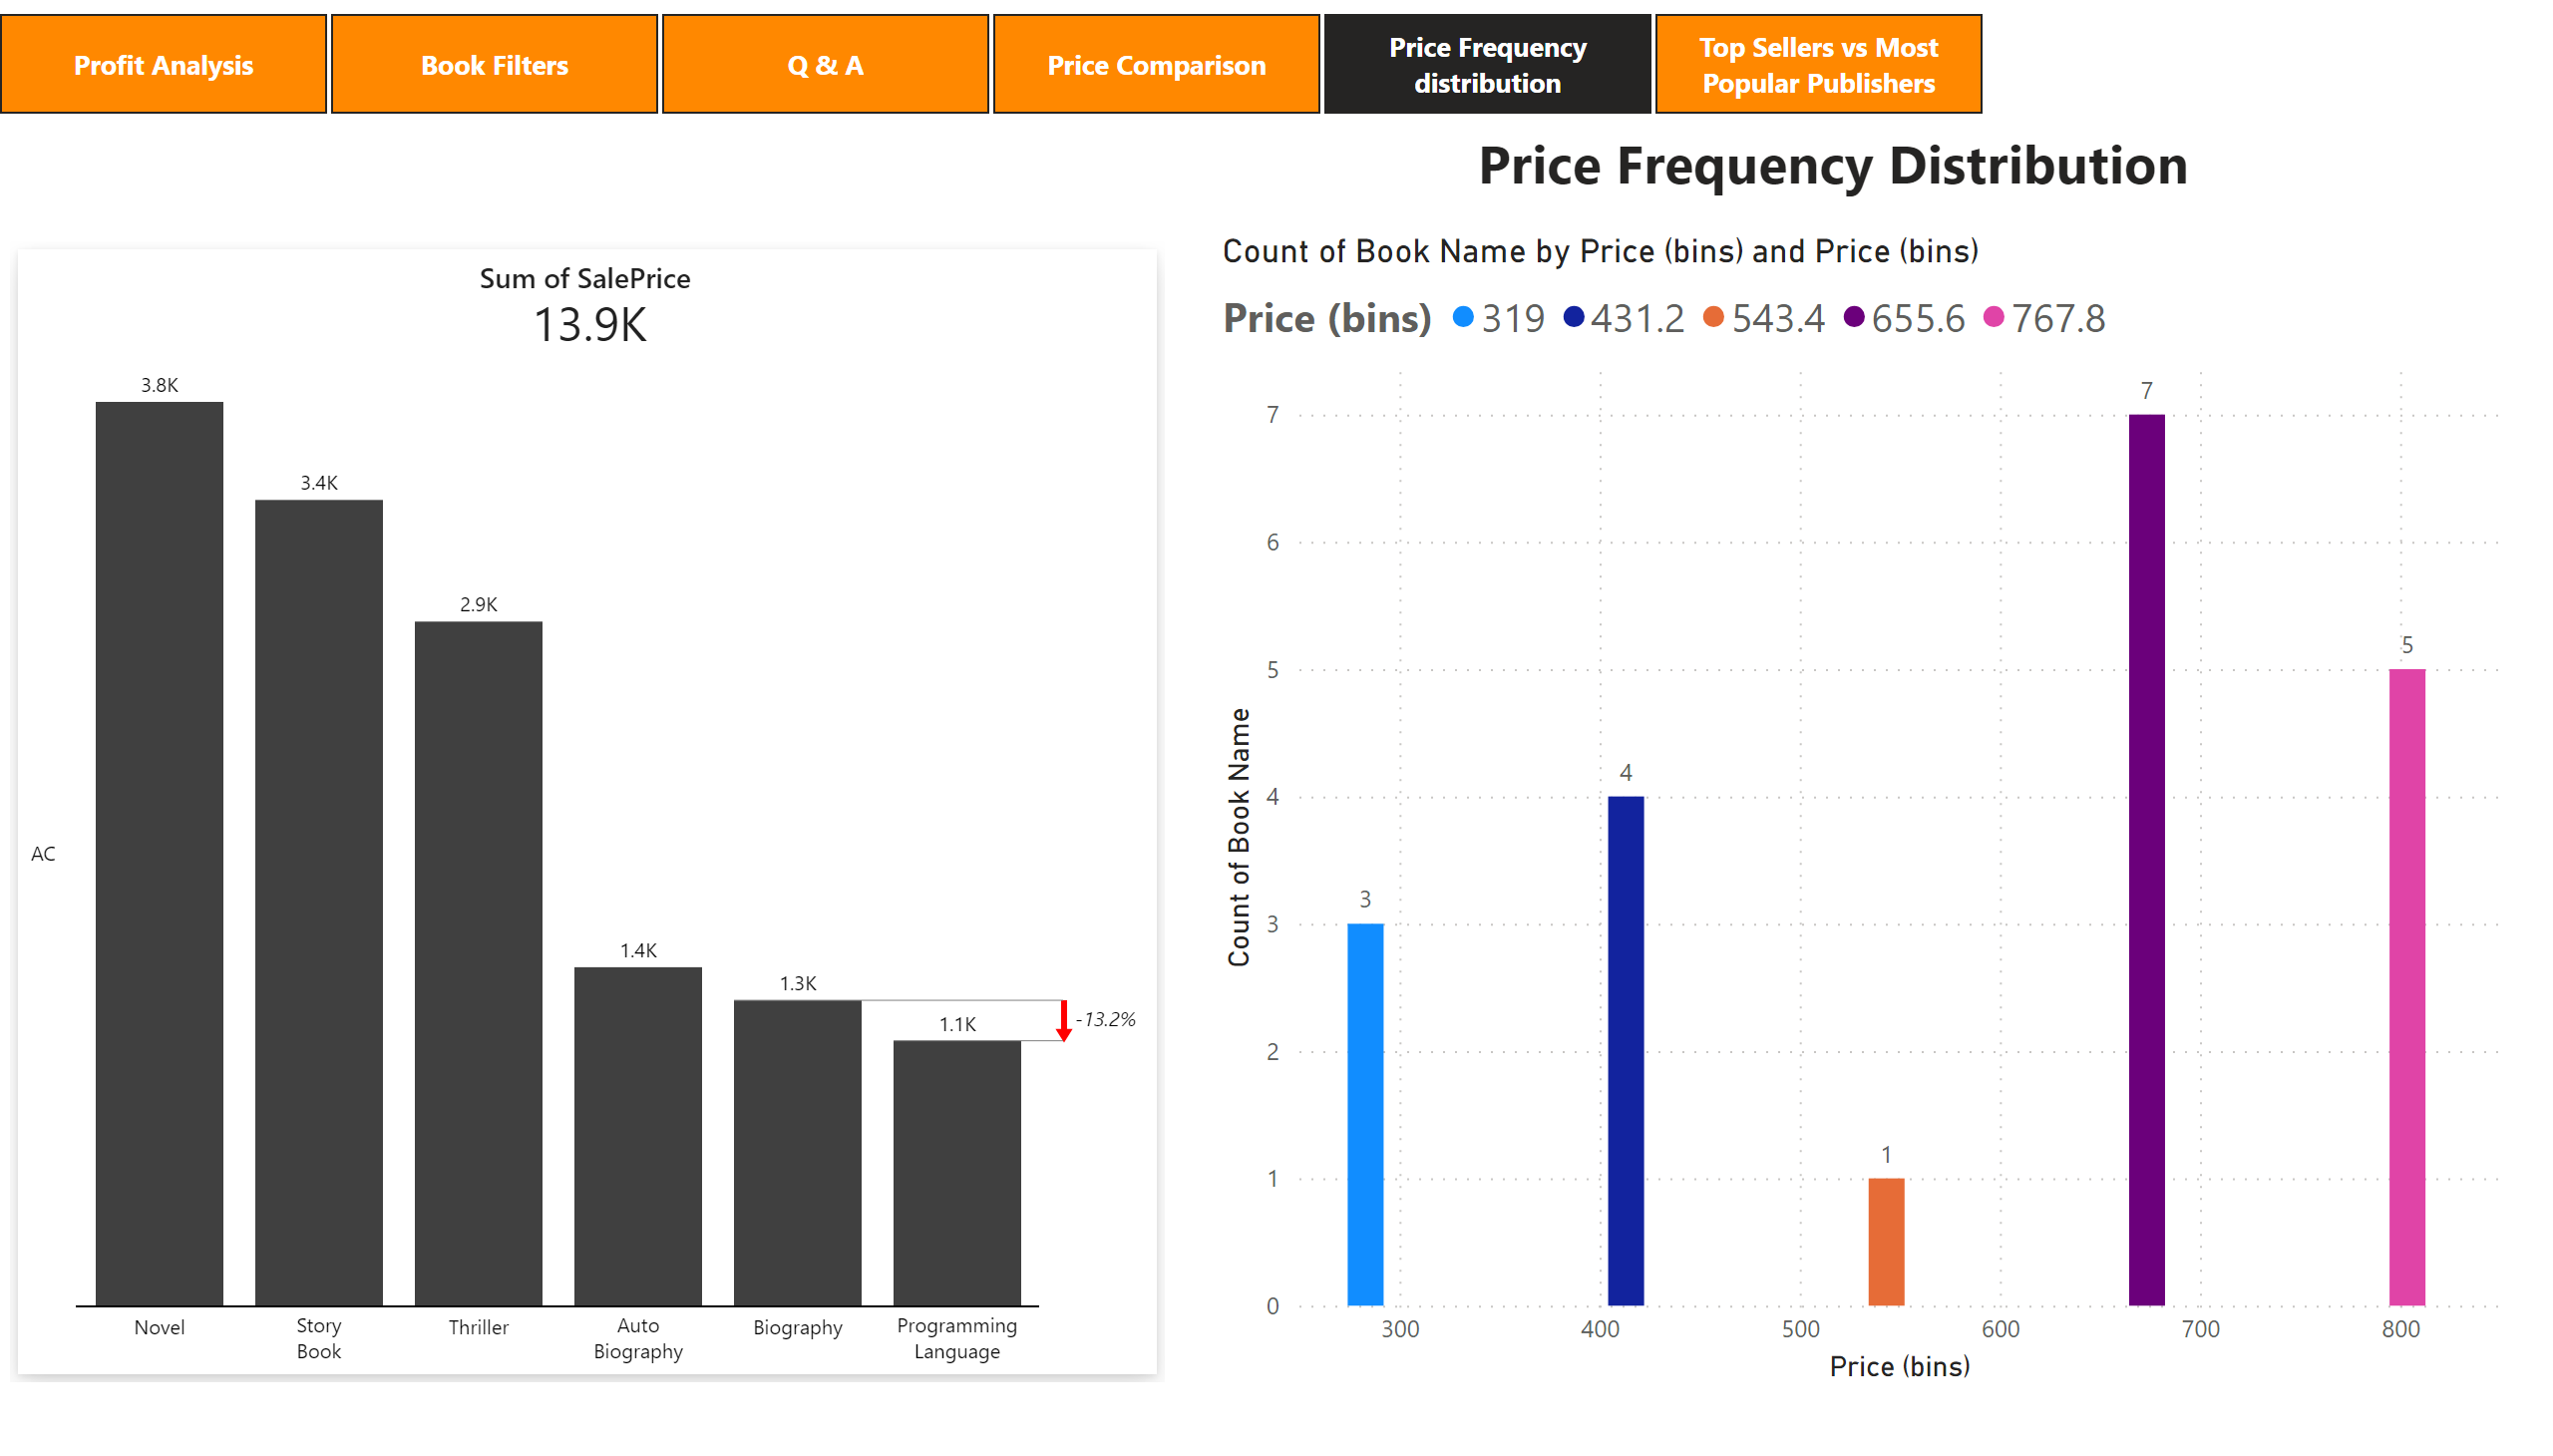 Profit Analysis
Book Filters
Q & A
Price Comparison
Price Frequency
distribution
Top Sellers vs Most
Popular Publishers
Price Frequency Distribution
Sum of SalePrice
13.9K
3.8K
3.4K
2.9K
1.4K
1.3K
1.1K
-13.2%
AC
Novel
Story
Book
Thriller
Auto
Biography
Biography
Programming
Language
Count of Book Name by Price (bins) and Price (bins)
Price (bins) 319 431.2 543.4 655.6 767.8
Count of Book Name
7
6
5
4
3
2
1
0
3
4
1
7
5
300 400 500 600 700 800
Price (bins)